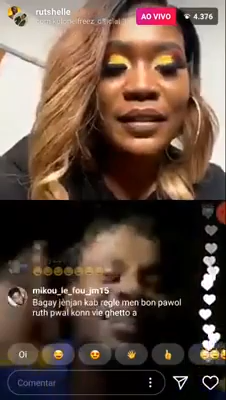 rutshelle
AO VIVO
4.376
mikou_le_fou_jm15
Bagay jenjan kab regle men bon pawol
ruth pwal konn vie ghetto a
Oi
Comentar